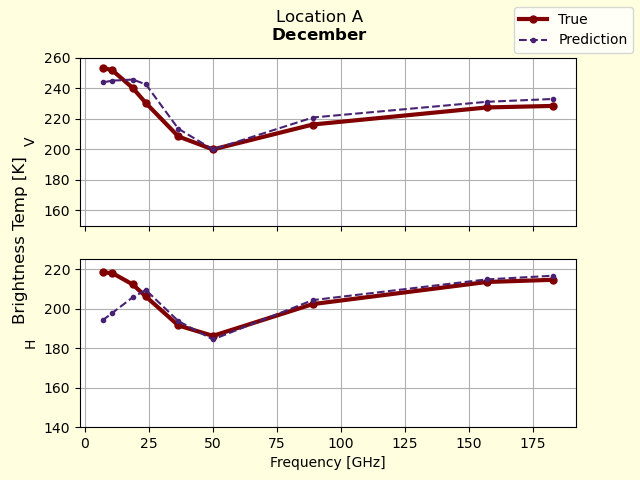 Location A
December
True
Prediction
Brightness Temp [K]
V
260
240
220
200
180
160
H
220
200
180
160
140
0
25
50
75
100
125
150
175
Frequency [GHz]